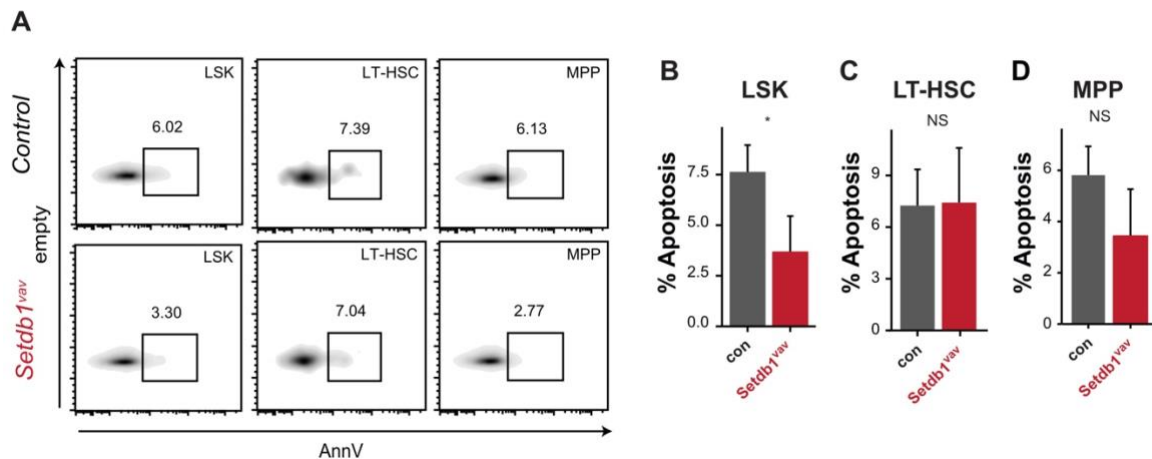 A
Control
Setdb1vav
empty
LSK
6.02
LT-HSC
7.39
MPP
6.13
LSK
3.30
LT-HSC
7.04
MPP
2.77
AnnV
B
LSK
*
% Apoptosis
7.5
5.0
2.5
0.0
con
Setdb1vav
C
LT-HSC
NS
% Apoptosis
9
6
3
0
con
Setdb1vav
D
MPP
NS
% Apoptosis
6
4
2
0
con
Setdb1vav